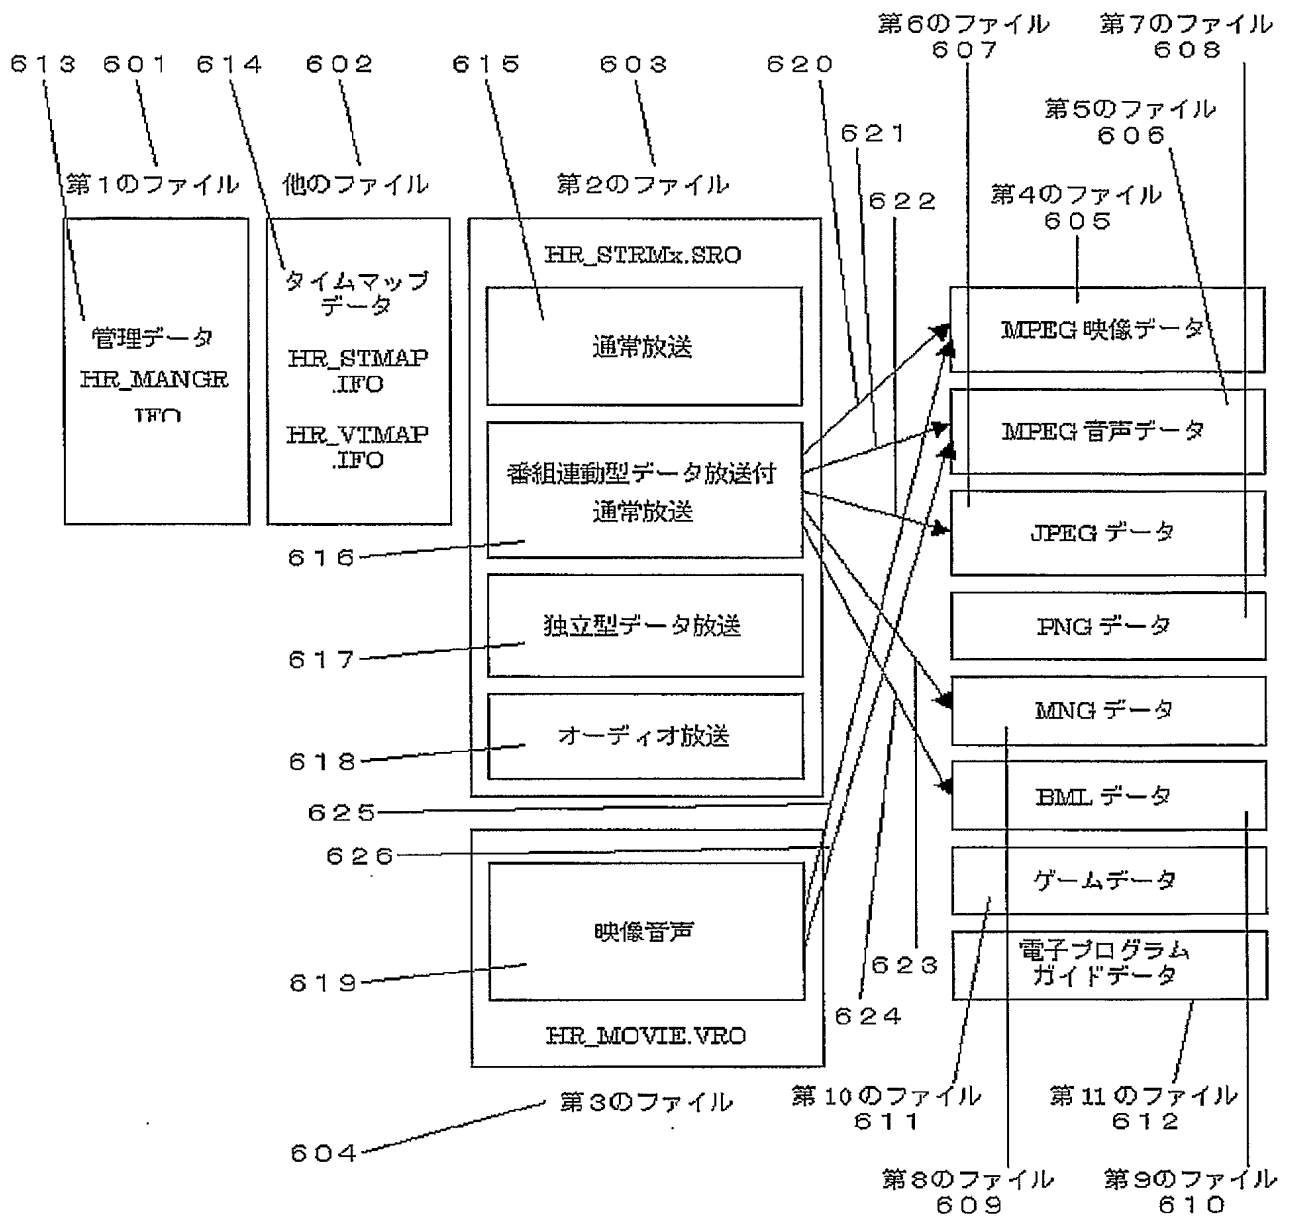 第6のファイル
607
第7のファイル
608
613
601
614
602
615
603
620
621
第5のファイル
606
622
第4のファイル
605
第1のファイル
他のファイル
第2のファイル
管理データ
HR_MANGR
.IFO
タイムマップ
データ
HR_STMAP
.IFO
HR_VTMAP
.IFO
HR_STRMx.SRO
通常放送
番組連動型データ放送付
通常放送
616
独立型データ放送
617
オーディオ放送
618
625
626
映像音声
619
HR_MOVIE.VRO
第3のファイル
604
MPEG 映像データ
MPEG 音声データ
JPEG データ
PNG データ
MNG データ
BML データ
ゲームデータ
電子プログラム
ガイドデータ
623
624
第10のファイル
611
第11のファイル
612
第8のファイル
609
第9のファイル
610